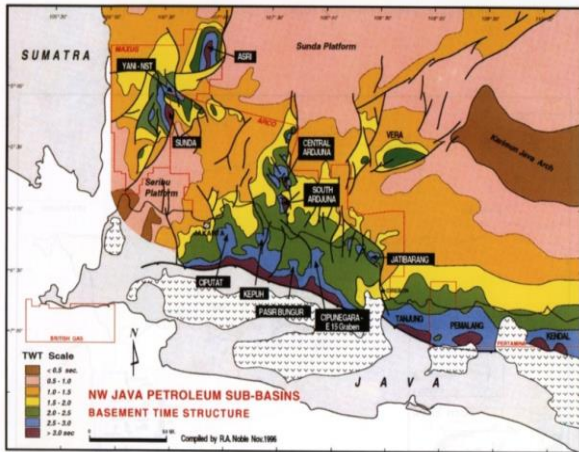 SUMATRA
MAXUS
ASRI
Sunda Platform
YANI - NST
ARCO
SUNDA
CENTRAL
ARDJUNA
VERA
Karimun Java Arch
Seribu
Platform
SOUTH
ARDJUNA
JAKARTA
JATIBARANG
CIPUTAT
KEPUH
PASIR BUNGUR
CIPUNEGARA -
E 15 Graben
TANJUNG
PEMALANG
KENDAL
BRITISH GAS
PERTAMINA
N
J A V A
TWT Scale
< 0.5 sec.
0.5 - 1.0
1.0 - 1.5
1.5 - 2.0
2.0 - 2.5
2.5 - 3.0
> 3.0 sec
NW JAVA PETROLEUM SUB-BASINS
BASEMENT TIME STRUCTURE
Compiled by R.A. Noble Nov.1996